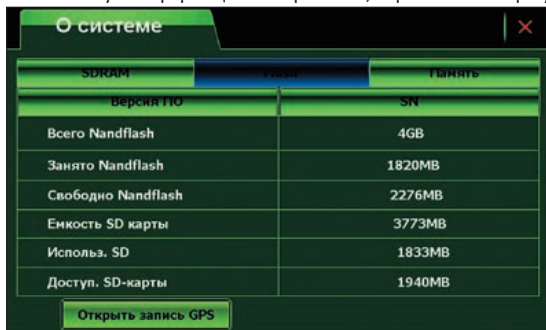 О системе
SDRAM Flash Память
Версия ПО SN
Всего Nandflash 4GB
Занято Nandflash 1820MB
Свободно Nandflash 2276MB
Емкость SD карты 3773MB
Использ. SD 1833MB
Доступ. SD-карты 1940MB
Открыть запись GPS